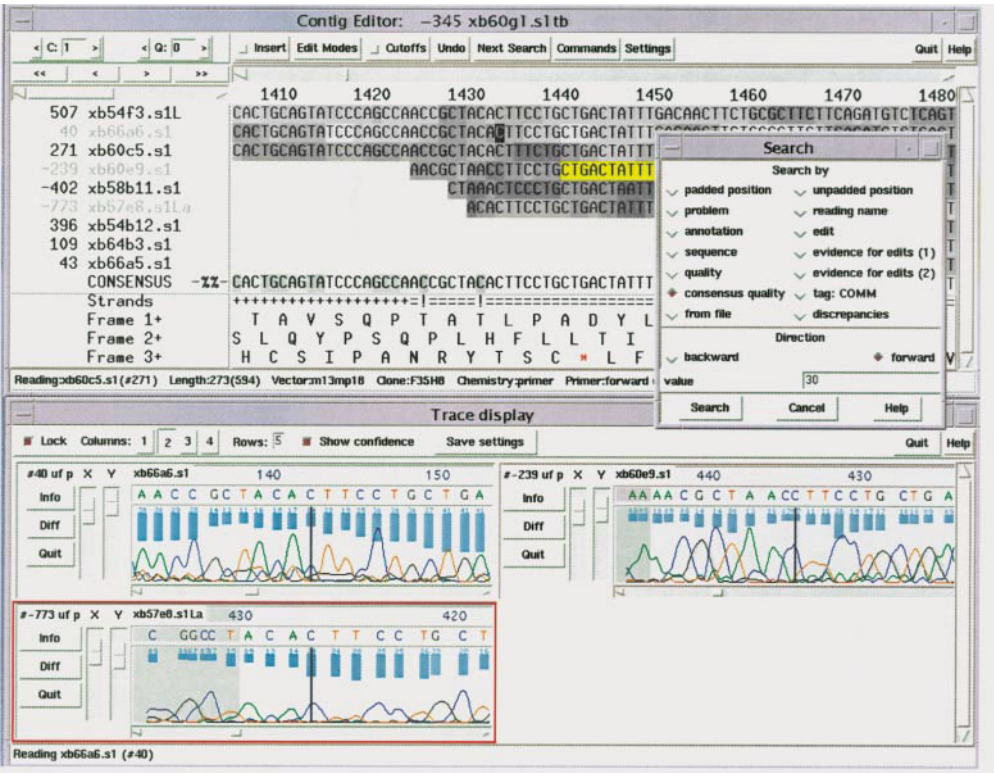 Contig Editor: -345 xb60g1.s1tb
< C: 1 > < Q: 0 > Insert Edit Modes Cutoffs Undo Next Search Commands Settings Quit Help
<< < > >>
1410 1420 1430 1440 1450 1460 1470 1480
507 xb54f3.s1L CACTGCAGTATCCCAGCCAACCGCTACACTTCCTGCTGACTATTTGACAACTTCTGCGCTTCTTCAGATGTCTCAGT
40 xb66a6.s1 CACTGCAGTATCCCAGCCAACCGCTACACTTCCTGCTGACTATTT
271 xb60c5.s1 CACTGCAGTATCCCAGCCAACGCTACACTTTCTGCTGACTATTT
-239 xb60e9.s1 AACGCTAACCTTCCTGCTGACTATTT
-402 xb58b11.s1 CTAAACTCCCTGCTGACTAATT
-773 xb57e8.s1La ACACTTCCTGCTGACTATTT
396 xb54b12.s1
109 xb64b3.s1
43 xb66a5.s1
CONSENSUS -%%- CACTGCAGTATCCCAGCCAACCGCTACACTTCCTGCTGACTATTT
Strands
Frame 1+ T A V S Q P T A T L P A D Y L
Frame 2+ S L Q Y P S Q P L H F L L T I
Frame 3+ H C S I P A N R Y T S C * L F V
Reading:xb60c5.s1(#271) Length:273(594) Vector:m13mp18 Clone:F35H8 Chemistry:primer Primer:forward
Search
Search by
padded position unpadded position
problem reading name
annotation edit
sequence evidence for edits (1)
quality evidence for edits (2)
consensus quality tag: COMM
from file discrepancies
Direction
backward forward
value 30
Search Cancel Help
Trace display
Lock Columns: 1 2 3 4 Rows: 5 Show confidence Save settings Quit Help
#40 uf p X Y xb66a6.s1 140 150
Info A A C C G C T A C A C T T C C T G C T G A
Diff
Quit
#-239 uf p X Y xb60e9.s1 440 430
Info A A A A C G C T A A C C T T C C T G C T G A
Diff
Quit
#-773 uf p X Y xb57e8.s1La 430 420
Info C G G C C T A C A C T T C C T G C T
Diff
Quit
Reading xb66a6.s1 (#40)